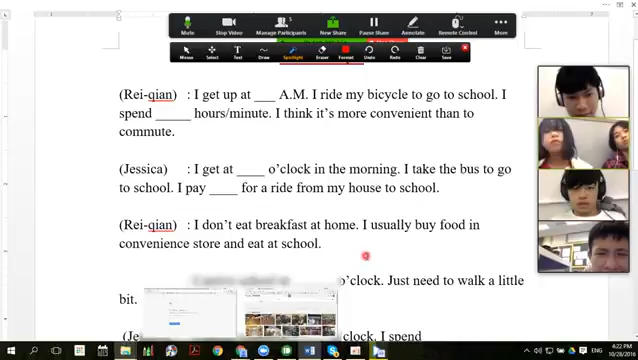 Mute
Stop Video
5
Manage Participants
New Share
Pause Share
Annotate
Remote Control
More
Mouse
Select
Text
Draw
Spotlight
Eraser
Format
Undo
Redo
Clear
Save
(Rei-qian) : I get up at ___ A.M. I ride my bicycle to go to school. I
spend _____ hours/minute. I think it's more convenient than to
commute.
(Jessica) : I get at ____ o'clock in the morning. I take the bus to go
to school. I pay ____ for a ride from my house to school.
(Rei-qian) : I don't eat breakfast at home. I usually buy food in
convenience store and eat at school.
o'clock. Just need to walk a little
bit.
clock. I spend
4:22 PM
10/28/2016